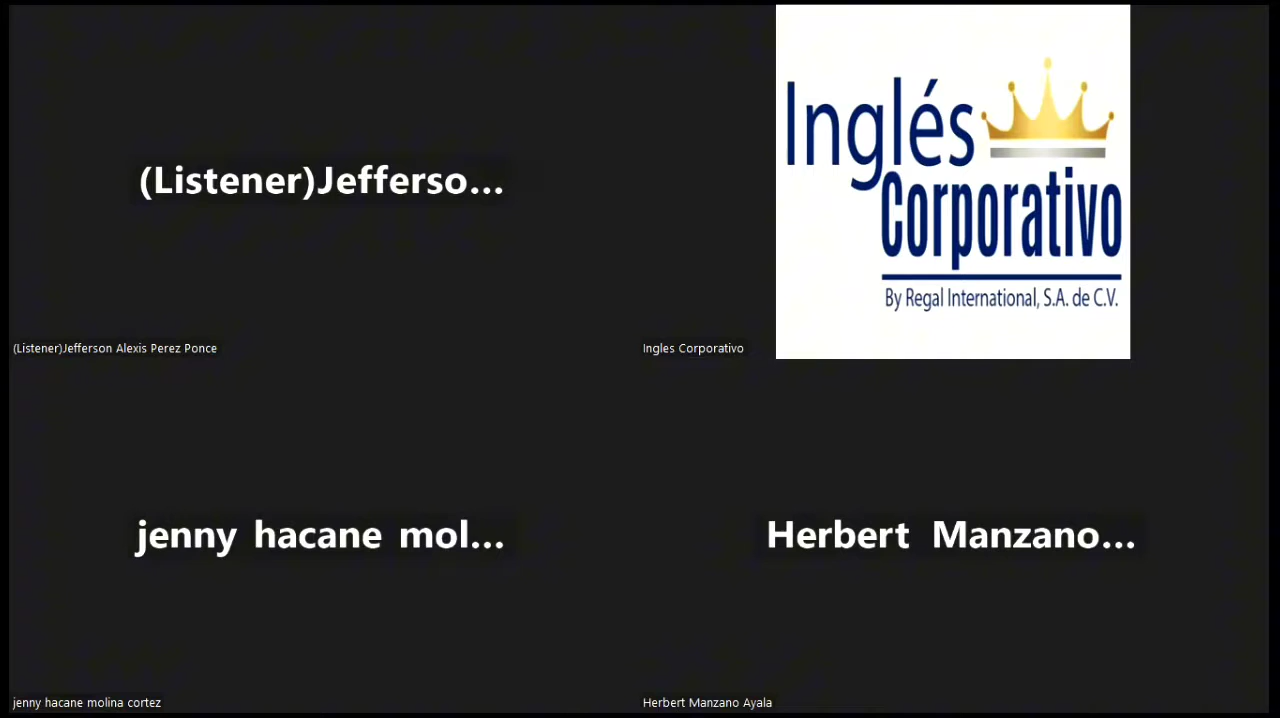 (Listener)Jefferso...
(Listener)Jefferson Alexis Perez Ponce
Inglés
Corporativo
By Regal International, S.A. de C.V.
Ingles Corporativo
jenny hacane mol...
jenny hacane molina cortez
Herbert Manzano...
Herbert Manzano Ayala